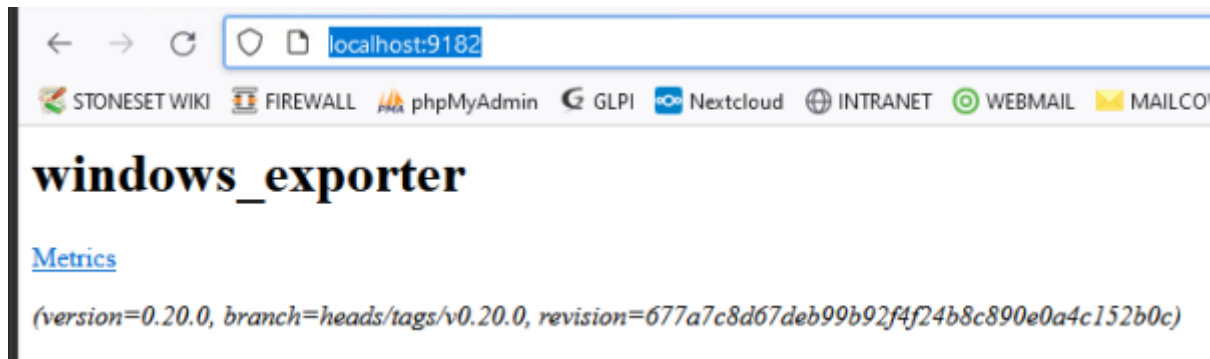 localhost:9182
STONESET WIKI FIREWALL phpMyAdmin GLPI Nextcloud INTRANET WEBMAIL MAILCO
windows_exporter
Metrics
(version=0.20.0, branch=heads/tags/v0.20.0, revision=677a7c8d67deb99b92f4f24b8c890e0a4c152b0c)